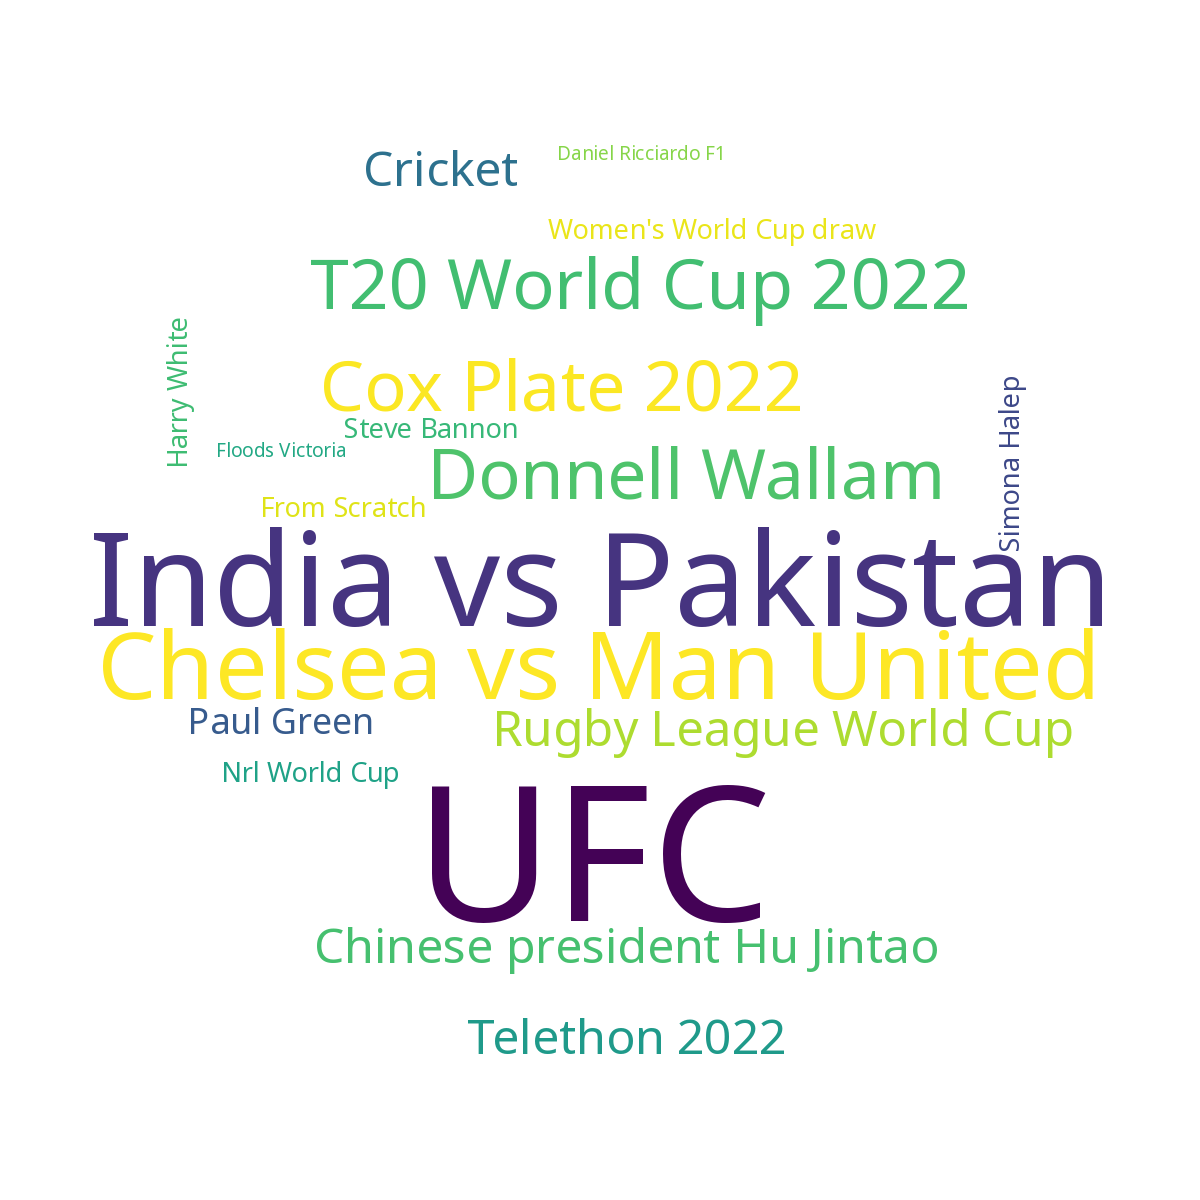 Daniel Ricciardo F1
Cricket
Women's World Cup draw
T20 World Cup 2022
Harry White
Cox Plate 2022
Simona Halep
Steve Bannon
Floods Victoria
Donnell Wallam
From Scratch
India vs Pakistan
Chelsea vs Man United
Paul Green
Rugby League World Cup
Nrl World Cup
UFC
Chinese president Hu Jintao
Telethon 2022